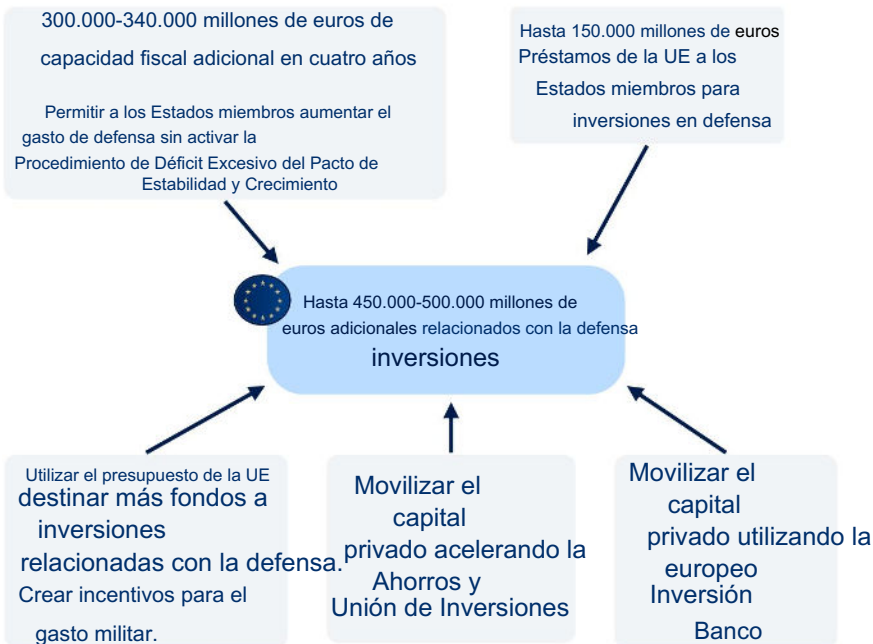 300.000-340.000 millones de euros de
capacidad fiscal adicional en cuatro años
Permitir a los Estados miembros aumentar el
gasto de defensa sin activar la
Procedimiento de Déficit Excesivo del Pacto de
Estabilidad y Crecimiento
Hasta 150.000 millones de euros
Préstamos de la UE a los
Estados miembros para
inversiones en defensa
Hasta 450.000-500.000 millones de
euros adicionales relacionados con la defensa
inversiones
Utilizar el presupuesto de la UE
destinar más fondos a
inversiones
relacionadas con la defensa.
Crear incentivos para el
gasto militar.
Movilizar el
capital
privado acelerando la
Ahorros y
Unión de Inversiones
Movilizar el
capital
privado utilizando la
europeo
Inversión
Banco